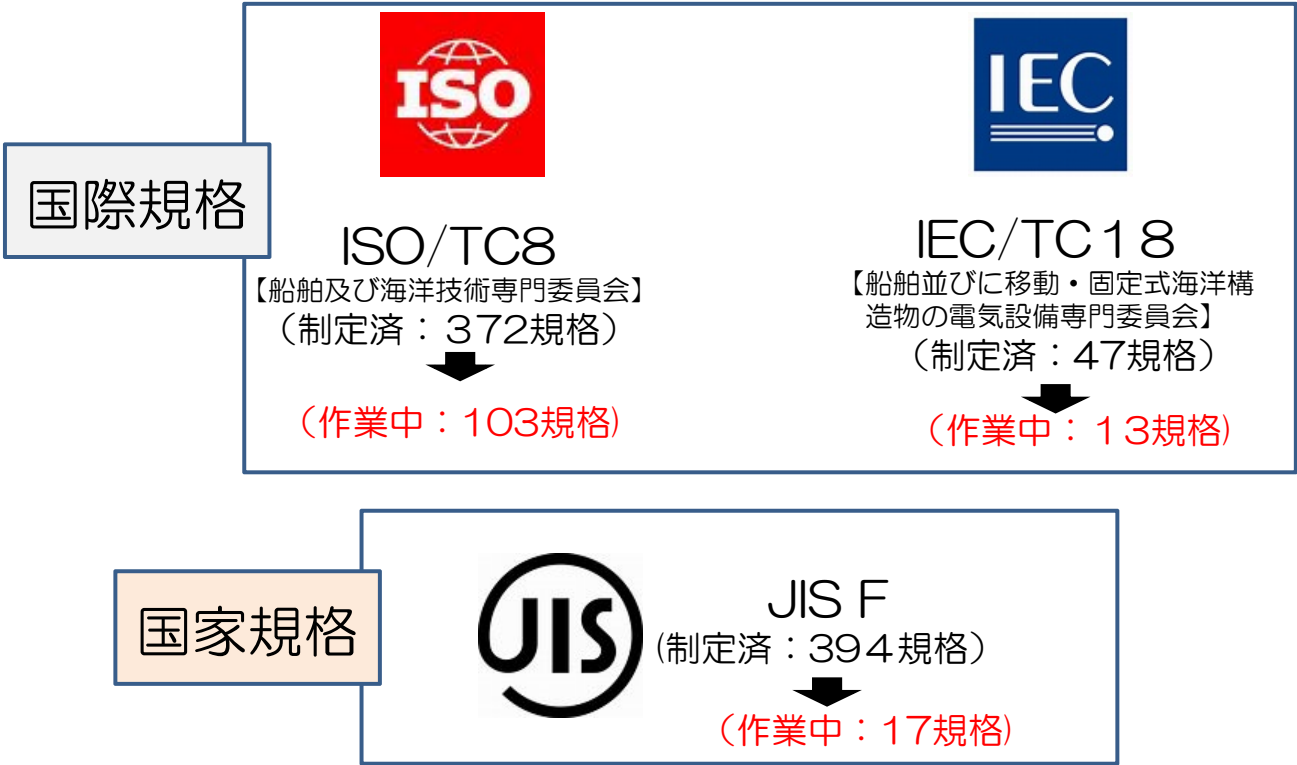 国際規格
ISO
ISO/TC8
【船舶及び海洋技術専門委員会】
（制定済：３７２規格）
（作業中：１０３規格)
IEC
IEC/TC１８
【船舶並びに移動・固定式海洋構
造物の電気設備専門委員会】
（制定済：４７規格）
（作業中：１３規格)
国家規格
JIS
JIS F
(制定済：３９４規格）
（作業中：１７規格)